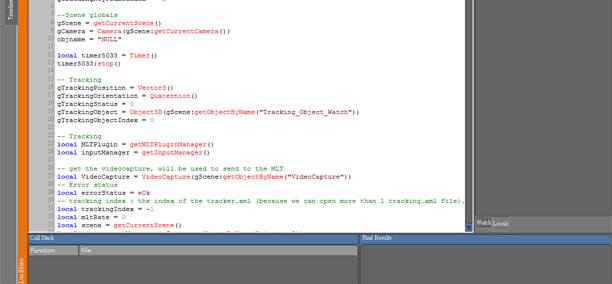 7
8
9
10
11
12
13
14
15
16
17
18
19
20
21
22
23
24
25
26
27
28
29
30
31
32
33
--Scene globals
gScene = getCurrentScene()
gCamera = Camera(gScene:getCurrentCamera())
objname = "NULL"
local timer5033 = Timer()
timer5033:stop()
-- Tracking
gTrackingPosition = Vector3()
gTrackingOrientation = Quaternion()
gTrackingStatus = 0
gTrackingObject = Object3D(gScene:getObjectByName("Tracking_Object_Watch"))
gTrackingObjectIndex = 0
-- Tracking
local MLTPlugin = getMLTPluginManager()
local inputManager = getInputManager()
-- get the videocapture, will be used to send to the MLT
local VideoCapture = VideoCapture(gScene:getObjectByName("VideoCapture"))
-- Error status
local errorStatus = eOk
-- tracking index : the index of the tracker.xml (because we can open more than 1 tracking.xml file).
local trackingIndex = -1
local mltRate = 0
local scene = getCurrentScene()
Watch
Locals
Call Stack
Find Results
Function
File
Lua Editor